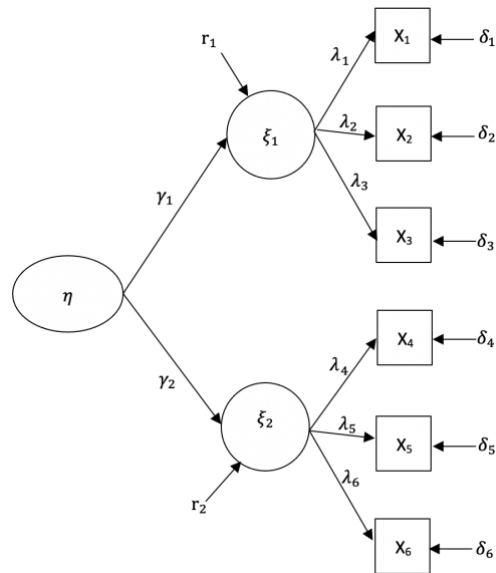 X₁
δ₁
r₁
λ₁
λ₂
X₂
δ₂
ξ₁
λ₃
γ₁
X₃
δ₃
η
X₄
δ₄
λ₄
γ₂
ξ₂
λ₅
X₅
δ₅
λ₆
r₂
X₆
δ₆